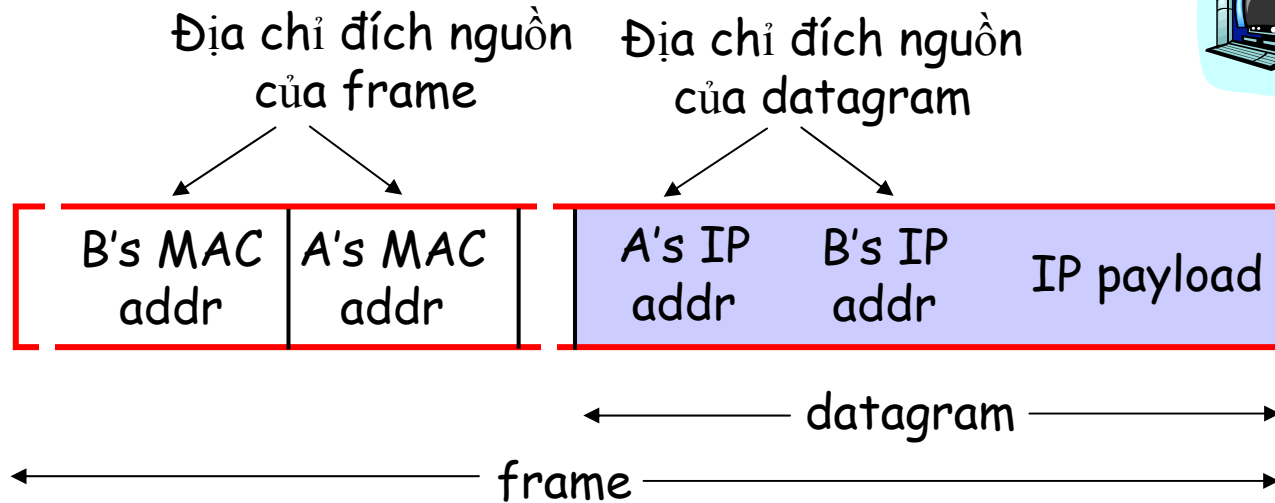 Địa chỉ đích nguồn
của frame
Địa chỉ đích nguồn
của datagram
B's MAC
addr
A's MAC
addr
A's IP
addr
B's IP
addr
IP payload
datagram
frame